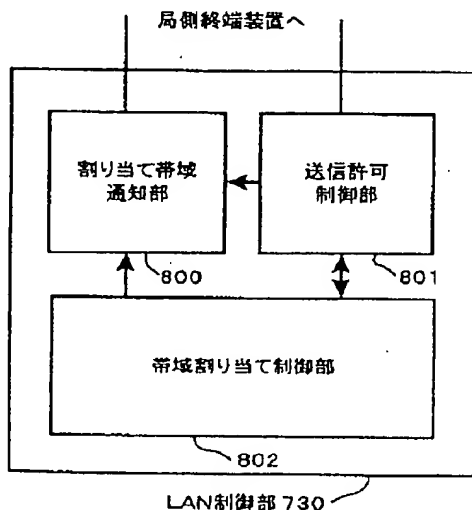 局側終端装置へ
割り当て帯域
通知部
送信許可
制御部
800
801
帯域割り当て制御部
802
LAN制御部 730